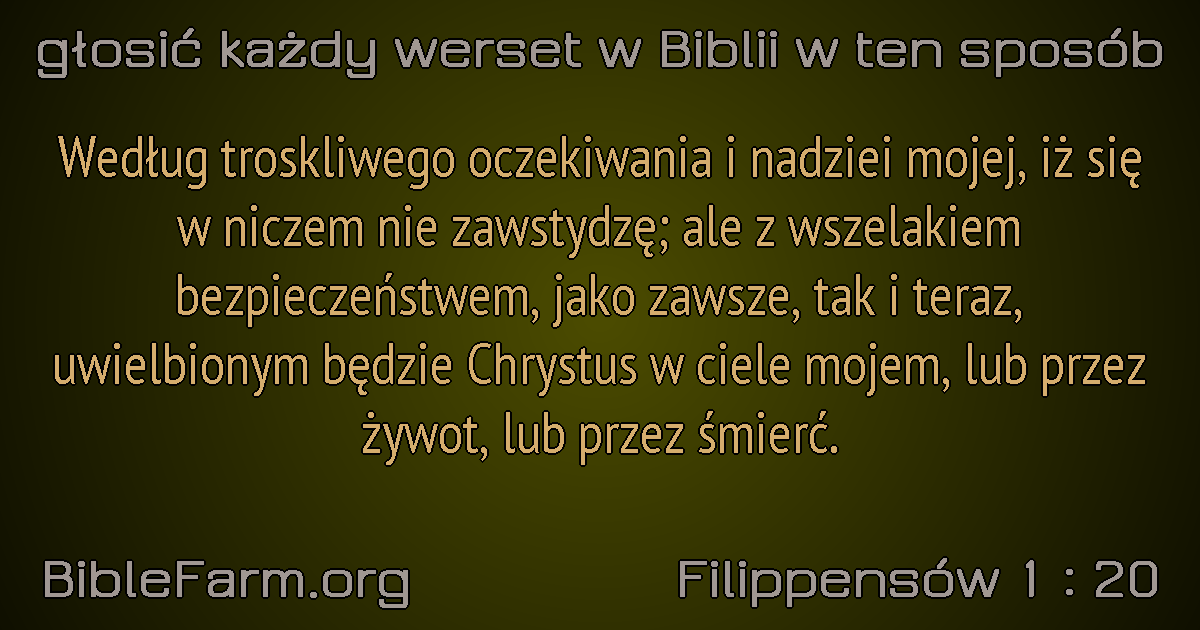 głosić każdy werset w Biblii w ten sposób
Według troskliwego oczekiwania i nadziei mojej, iż się
w niczem nie zawstydzę; ale z wszelakiem
bezpieczeństwem, jako zawsze, tak i teraz,
uwielbionym będzie Chrystus w ciele mojem, lub przez
żywot, lub przez śmierć.
BibleFarm.org
Filippensów 1 : 20